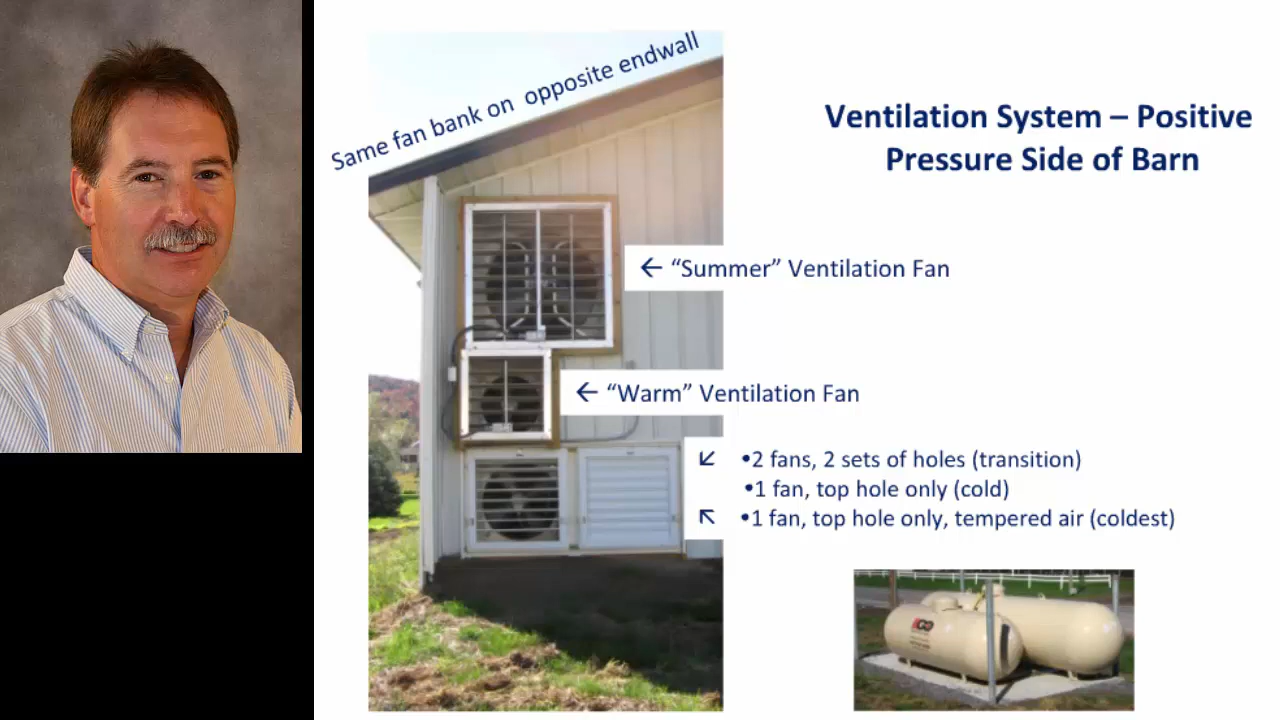 Same fan bank on opposite endwall
Ventilation System – Positive
Pressure Side of Barn
← “Summer” Ventilation Fan
← “Warm” Ventilation Fan
↙ •2 fans, 2 sets of holes (transition)
•1 fan, top hole only (cold)
↖ •1 fan, top hole only, tempered air (coldest)